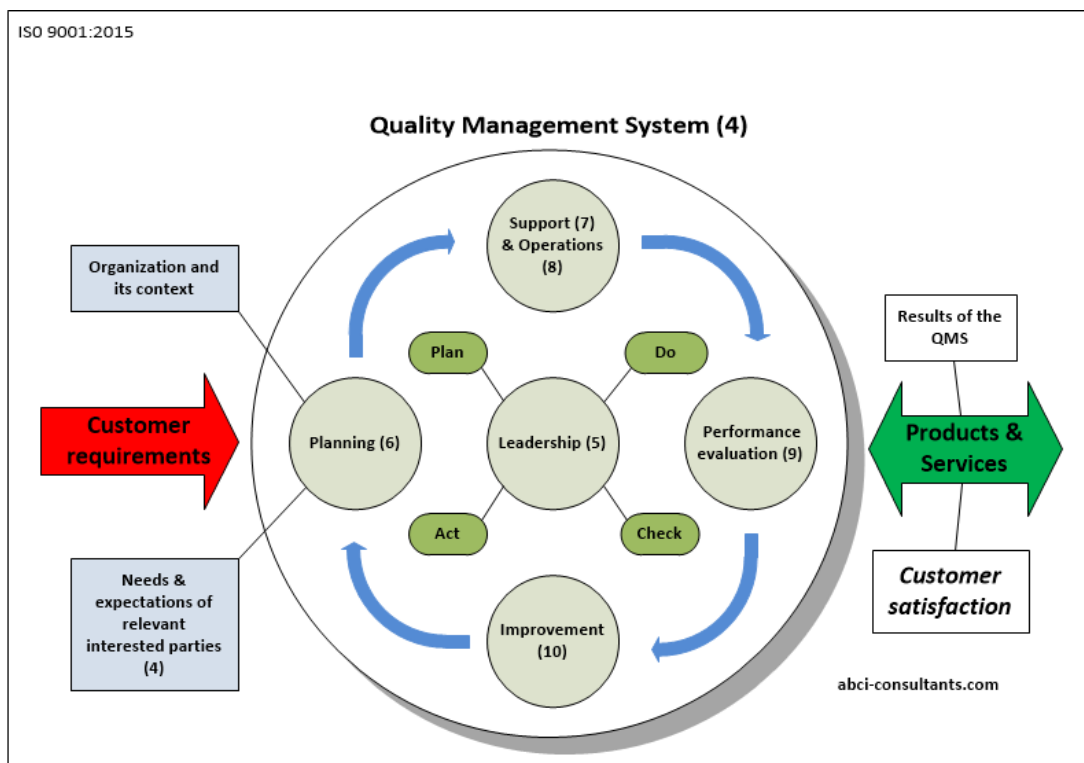 IS0 9001:2015
Quality Management System (4)
Support (7)
& Operations
(8)
Organization and
its context
Results of the
QMS
Plan
Do
Customer
requirements
Planning (6)
Leadership (5)
Performance
evaluation (9)
Products &
Services
Act
Check
Needs &
expectations of
relevant
interested parties
(4)
Customer
satisfaction
Improvement
(10)
abci-consultants.com